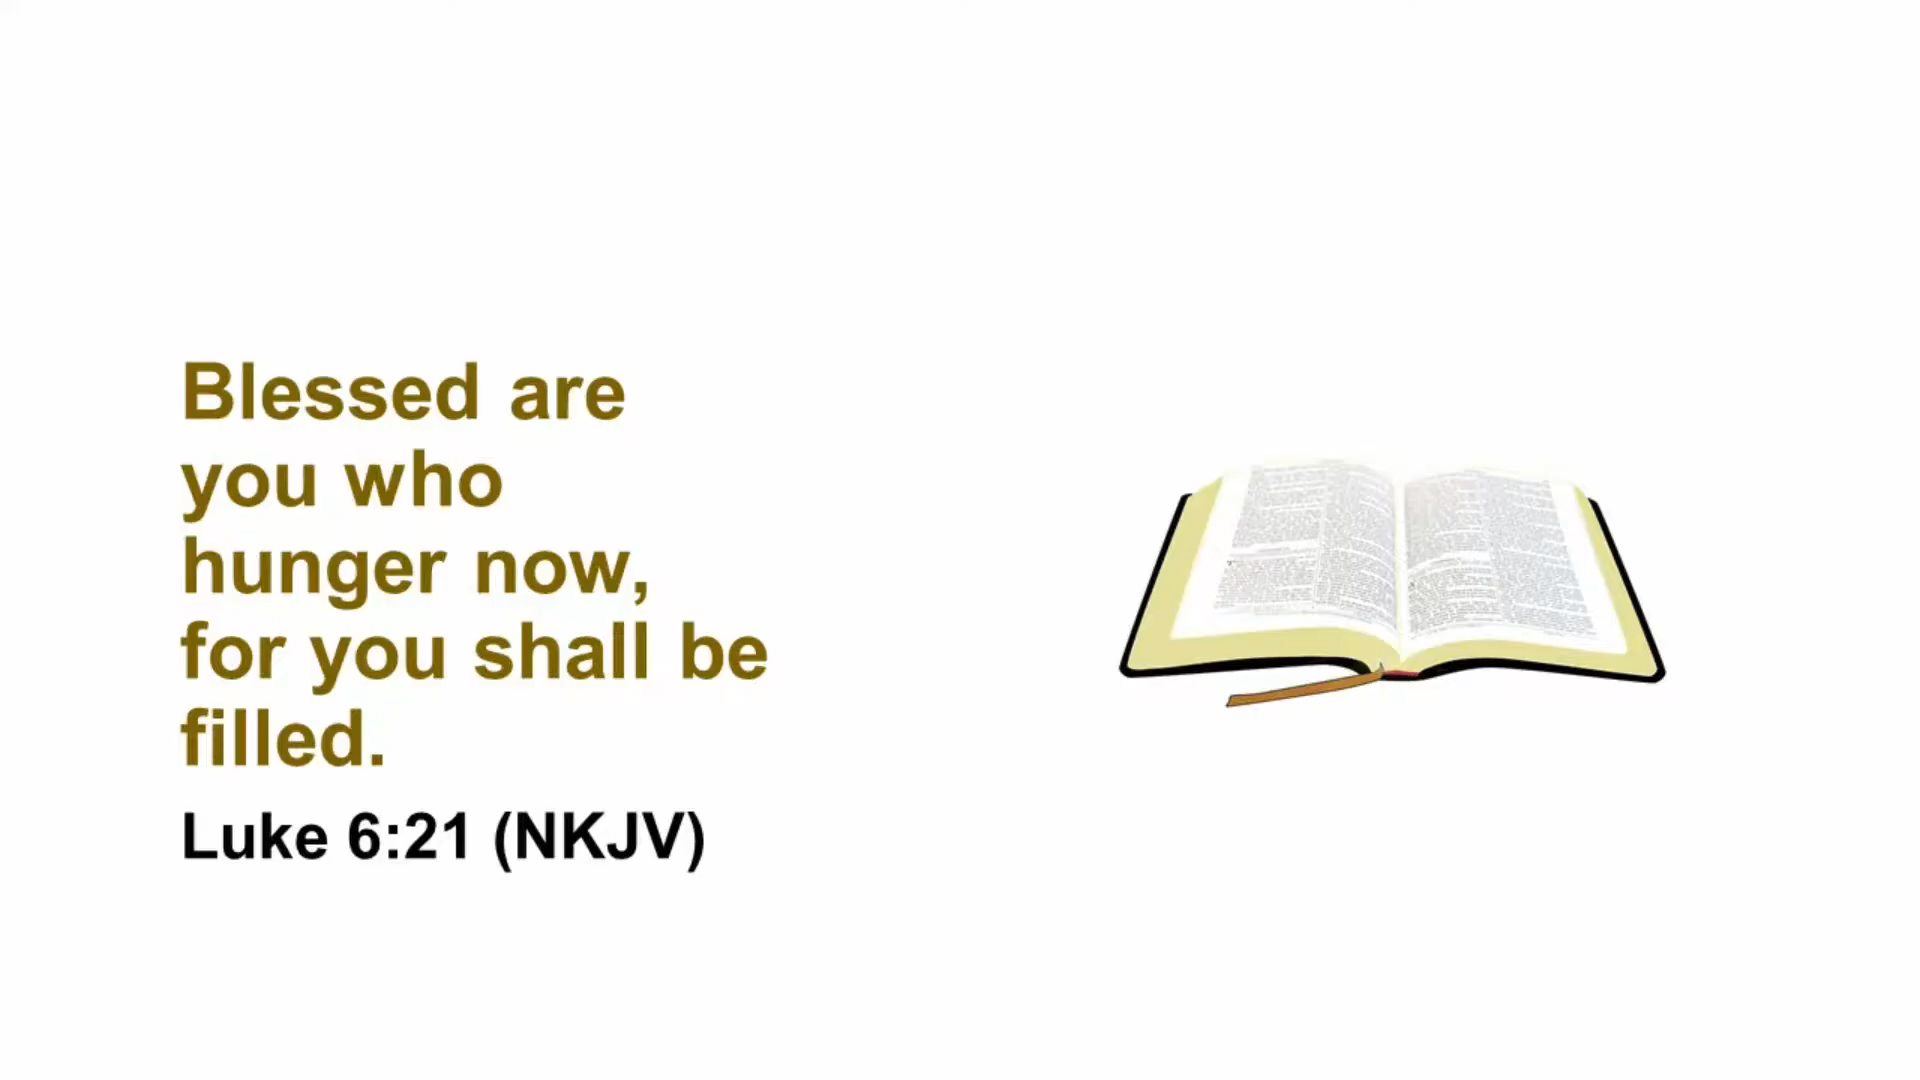 Blessed are
you who
hunger now,
for you shall be
filled.
Luke 6:21 (NKJV)